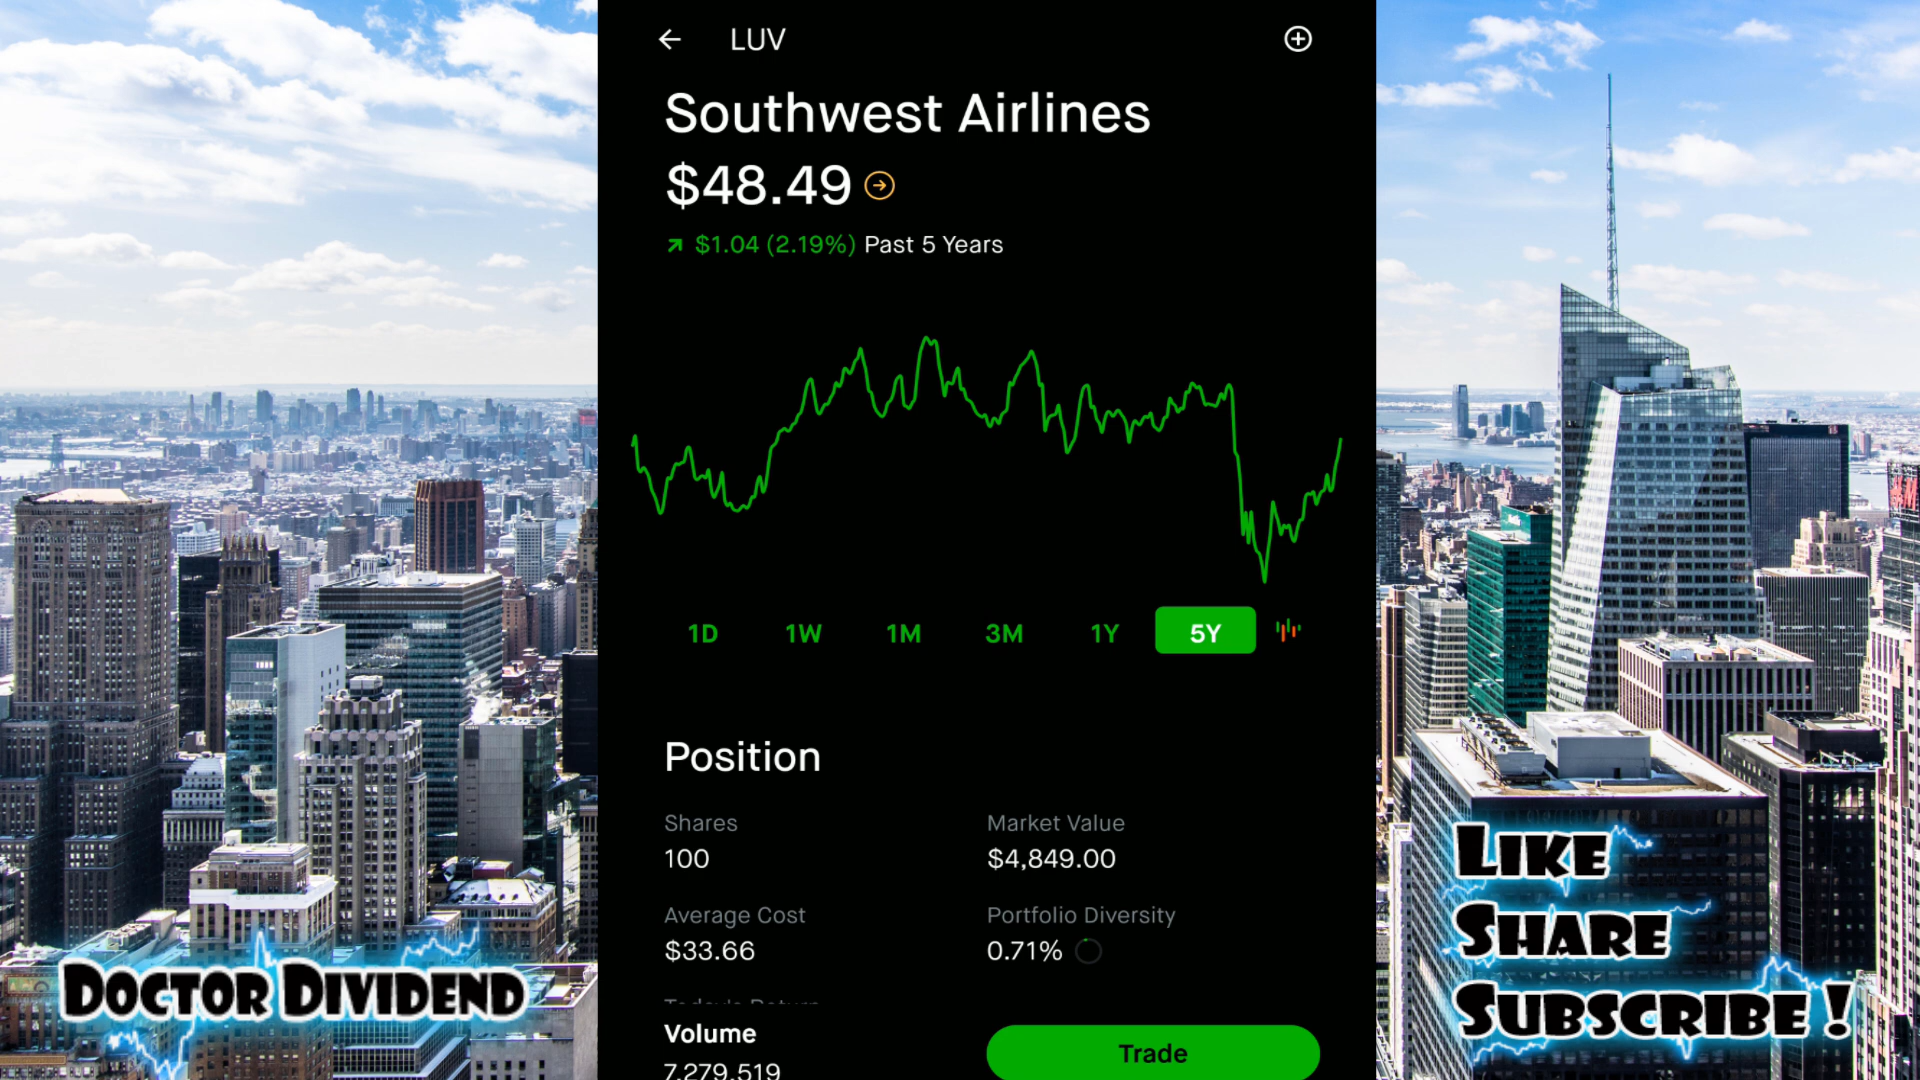 LUV
Southwest Airlines
$48.49
$1.04 (2.19%) Past 5 Years
1D 1W 1M 3M 1Y 5Y
Position
Shares
100
Market Value
$4,849.00
Average Cost
$33.66
Portfolio Diversity
0.71%
Today's Return
Volume
7,279,519
Trade
DOCTOR DIVIDEND
LIKE
SHARE
SUBSCRIBE !